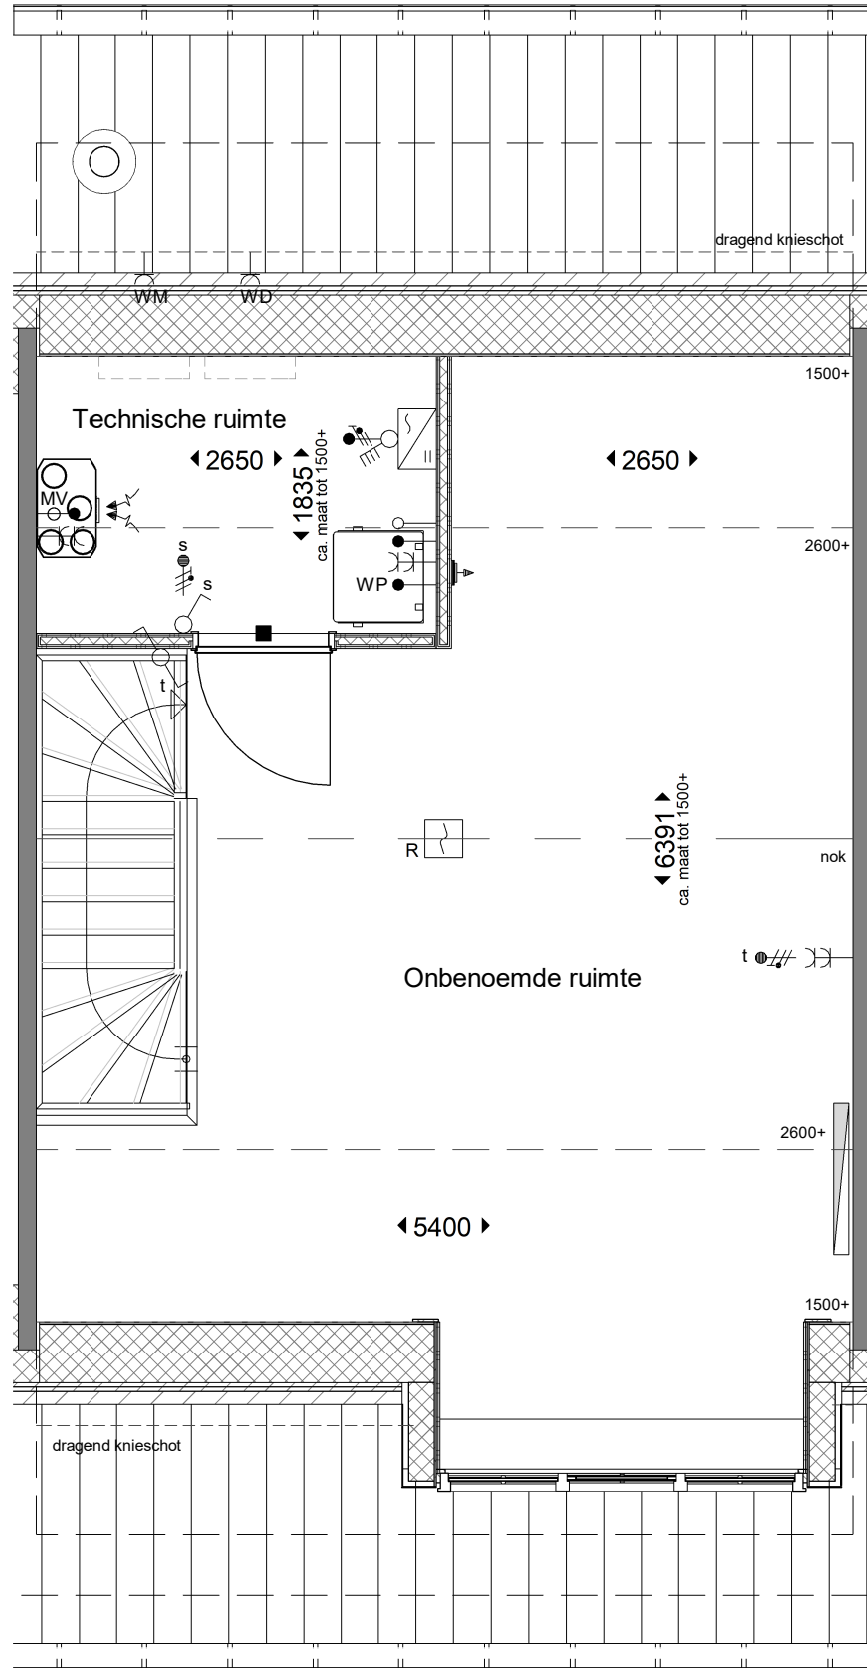 dragend knieschot
WM
WD
1500+
Technische ruimte
2650
1835
ca. maat tot 1500+
2650
MV
2600+
s
s
WP
t
R
6391
ca. maat tot 1500+
nok
t
Onbenoemde ruimte
2600+
5400
1500+
dragend knieschot